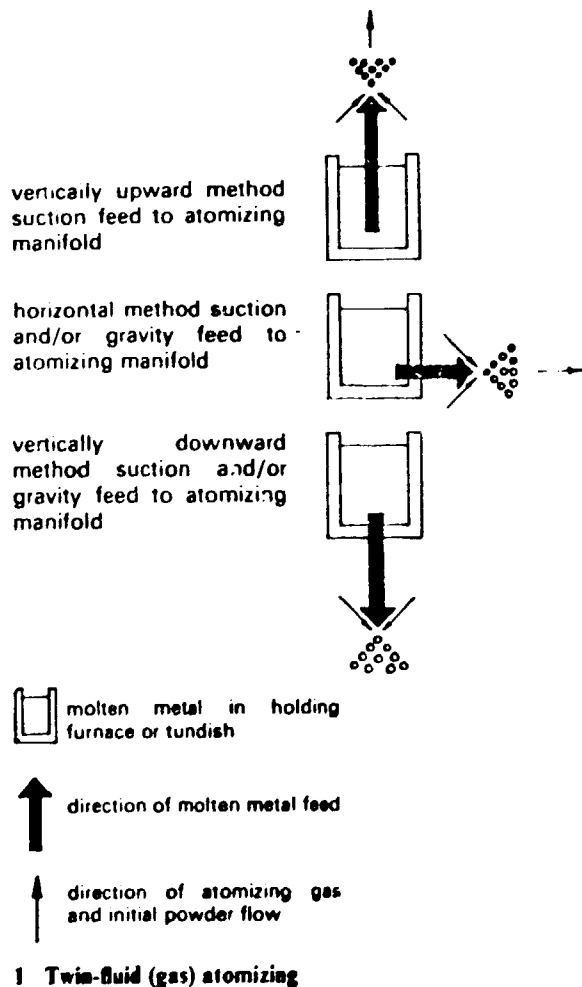 vertically upward method
suction feed to atomizing
manifold
horizontal method suction
and/or gravity feed to
atomizing manifold
vertically downward
method suction and/or
gravity feed to atomizing
manifold
molten metal in holding
furnace or tundish
direction of molten metal feed
direction of atomizing gas
and initial powder flow
1 Twin-fluid (gas) atomizing